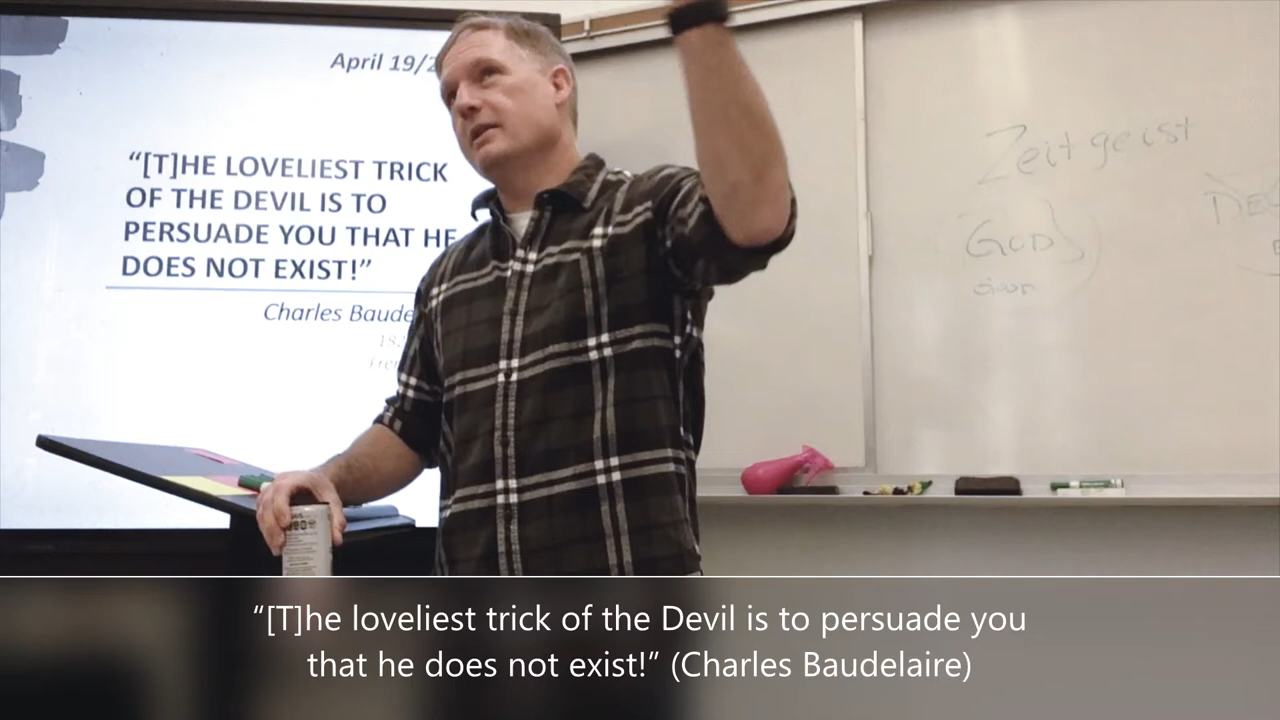 April 19/2
“[T]HE LOVELIEST TRICK
OF THE DEVIL IS TO
PERSUADE YOU THAT HE
DOES NOT EXIST!”
Charles Baude
Zeitgeist
GOD
“[T]he loveliest trick of the Devil is to persuade you
that he does not exist!” (Charles Baudelaire)